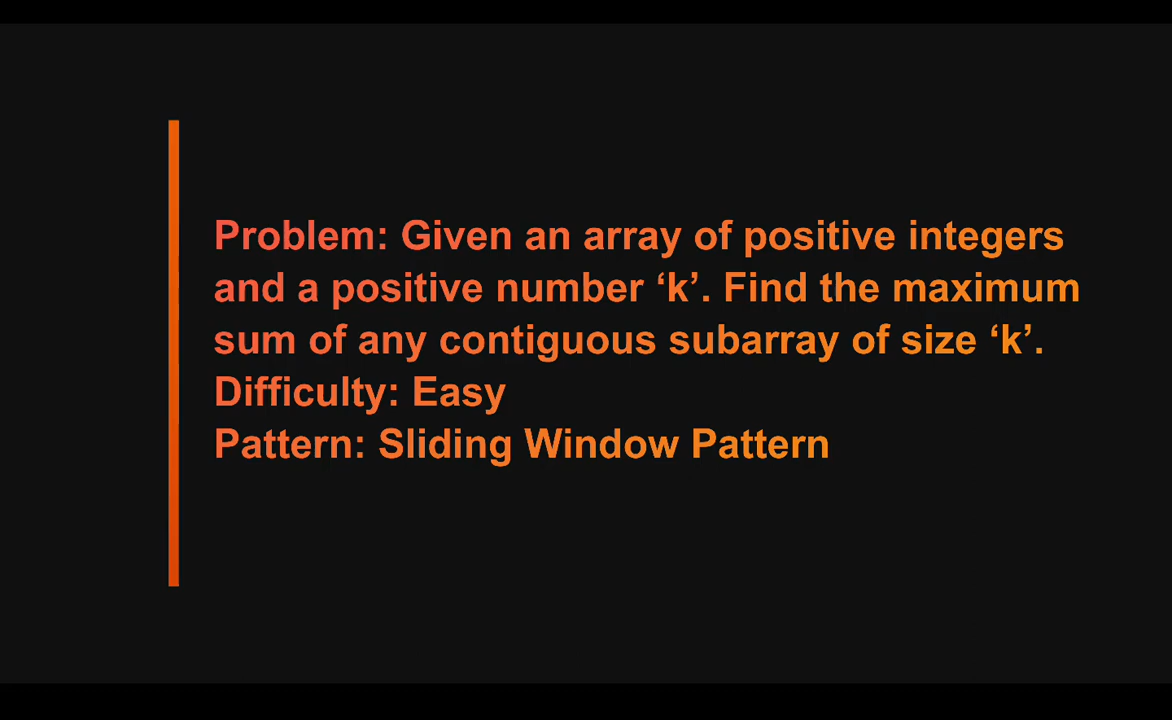 Problem: Given an array of positive integers
and a positive number ‘k’. Find the maximum
sum of any contiguous subarray of size ‘k’.
Difficulty: Easy
Pattern: Sliding Window Pattern